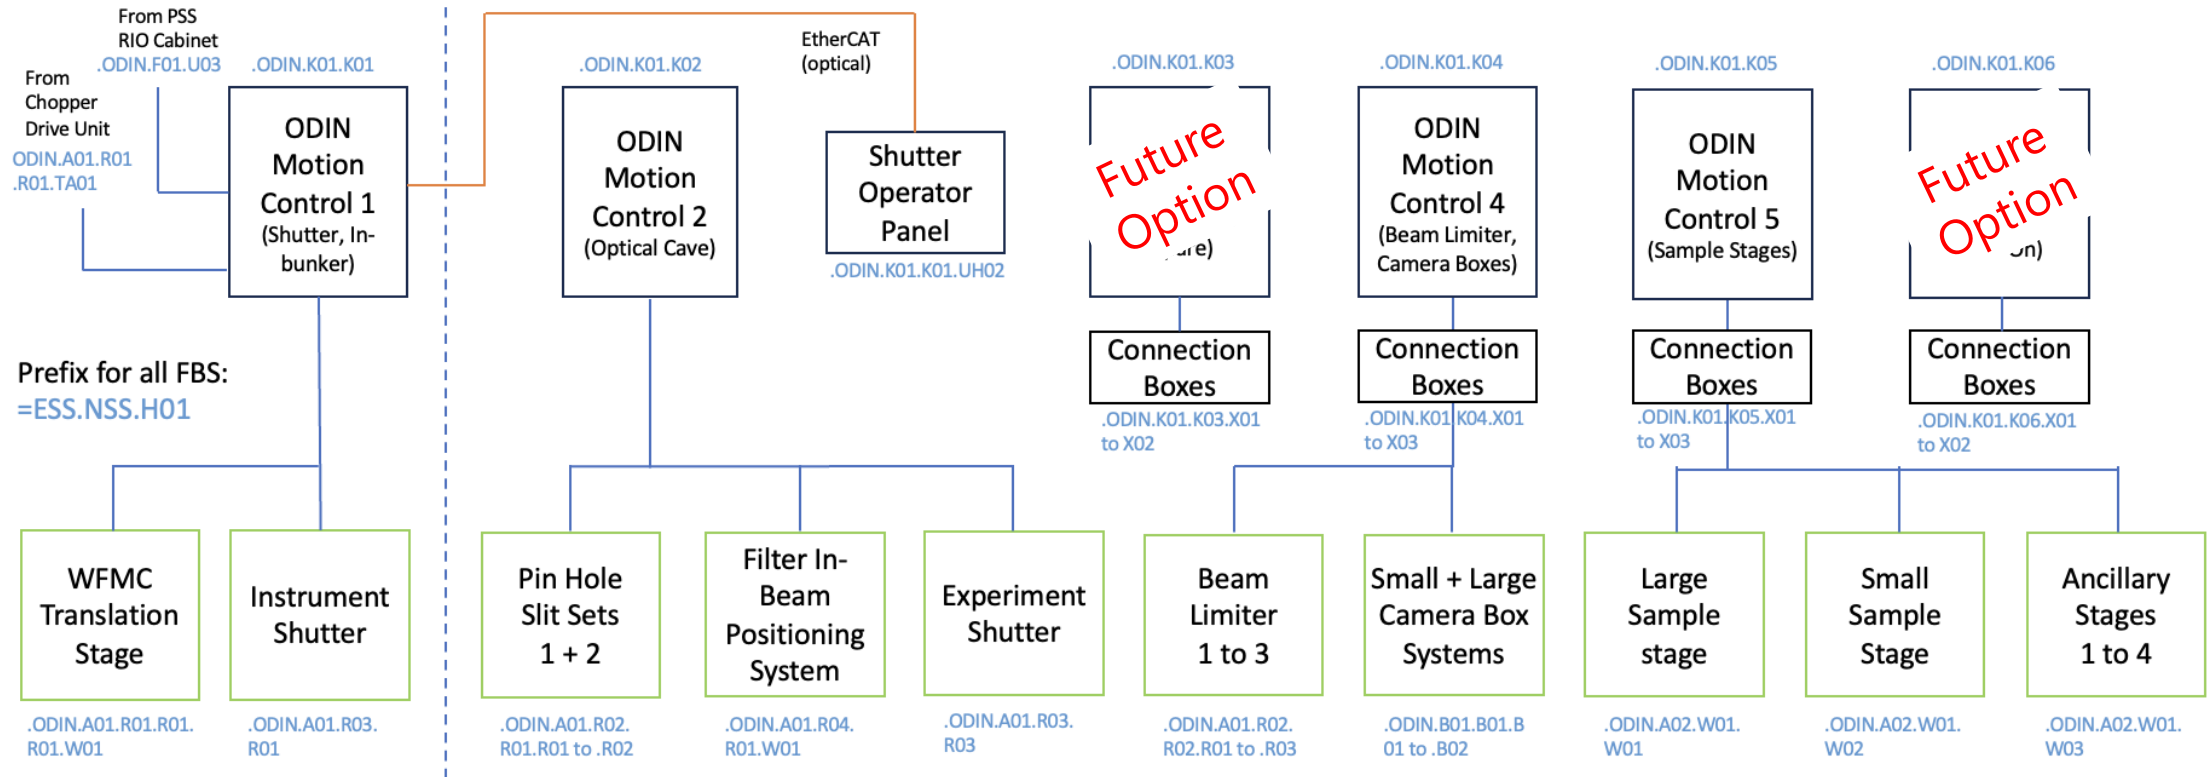 From PSS
RIO Cabinet
.ODIN.F01.U03
From
Chopper
Drive Unit
ODIN.A01.R01
.R01.TA01
.ODIN.K01.K01
ODIN
Motion
Control 1
(Shutter, In-
bunker)
.ODIN.K01.K02
ODIN
Motion
Control 2
(Optical Cave)
EtherCAT
(optical)
Shutter
Operator
Panel
.ODIN.K01.K01.UH02
.ODIN.K01.K03
Future
Option
Connection
Boxes
.ODIN.K01.K03.X01
to X02
.ODIN.K01.K04
ODIN
Motion
Control 4
(Beam Limiter,
Camera Boxes)
Connection
Boxes
.ODIN.K01.K04.X01
to X03
.ODIN.K01.K05
ODIN
Motion
Control 5
(Sample Stages)
Connection
Boxes
.ODIN.K01.K05.X01
to X03
.ODIN.K01.K06
Future
Option
Connection
Boxes
.ODIN.K01.K06.X01
to X02
Prefix for all FBS:
=ESS.NSS.H01
WFMC
Translation
Stage
.ODIN.A01.R01.R01.
R01.W01
Instrument
Shutter
.ODIN.A01.R03.
R01
Pin Hole
Slit Sets
1 + 2
.ODIN.A01.R02.
R01.R01 to .R02
Filter In-
Beam
Positioning
System
.ODIN.A01.R04.
R01.W01
Experiment
Shutter
.ODIN.A01.R03.
R03
Beam
Limiter
1 to 3
.ODIN.A01.R02.
R02.R01 to .R03
Small + Large
Camera Box
Systems
.ODIN.B01.B01.B
01 to .B02
Large
Sample
stage
.ODIN.A02.W01.
W01
Small
Sample
Stage
.ODIN.A02.W01.
W02
Ancillary
Stages
1 to 4
.ODIN.A02.W01.
W03